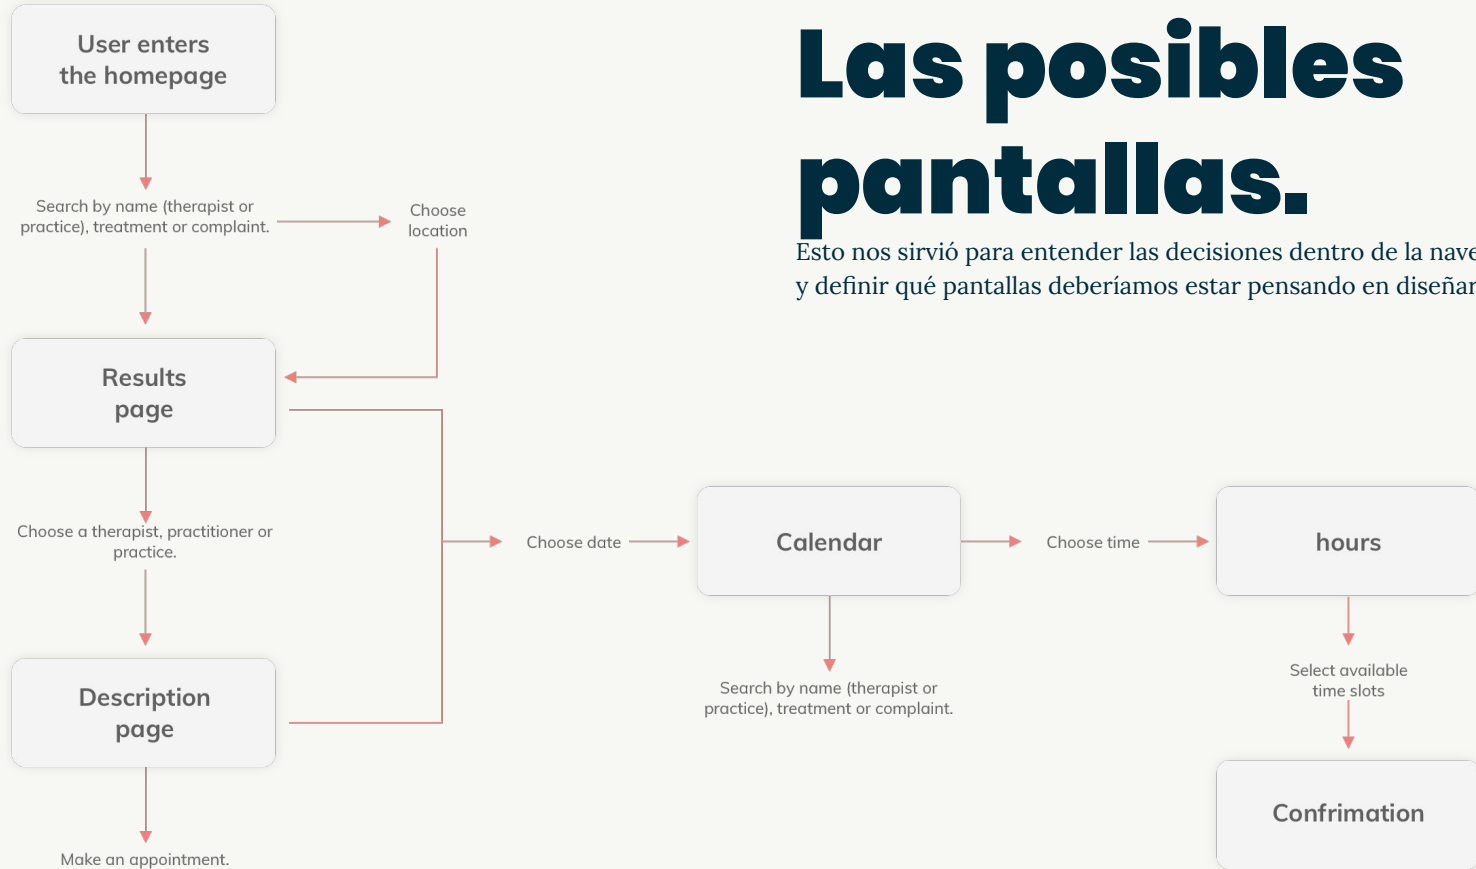 User enters
the homepage
Search by name (therapist or
practice), treatment or complaint.
Choose
location
Results
page
Choose a therapist, practitioner or
practice.
Description
page
Make an appointment.
Las posibles
pantallas.
Esto nos sirvió para entender las decisiones dentro de la
y definir qué pantallas deberíamos estar pensando en diseñar
Choose date
Calendar
Search by name (therapist or
practice), treatment or complaint.
Choose time
hours
Select available
time slots
Confrimation